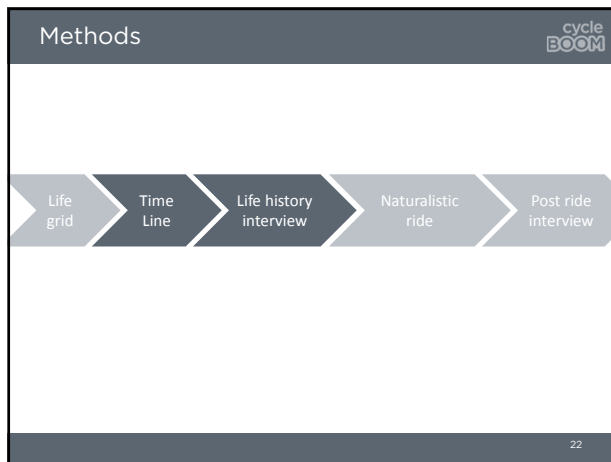 Methods
cycle
BOOM
Life
grid
Time
Line
Life history
interview
Naturalistic
ride
Post ride
interview
22